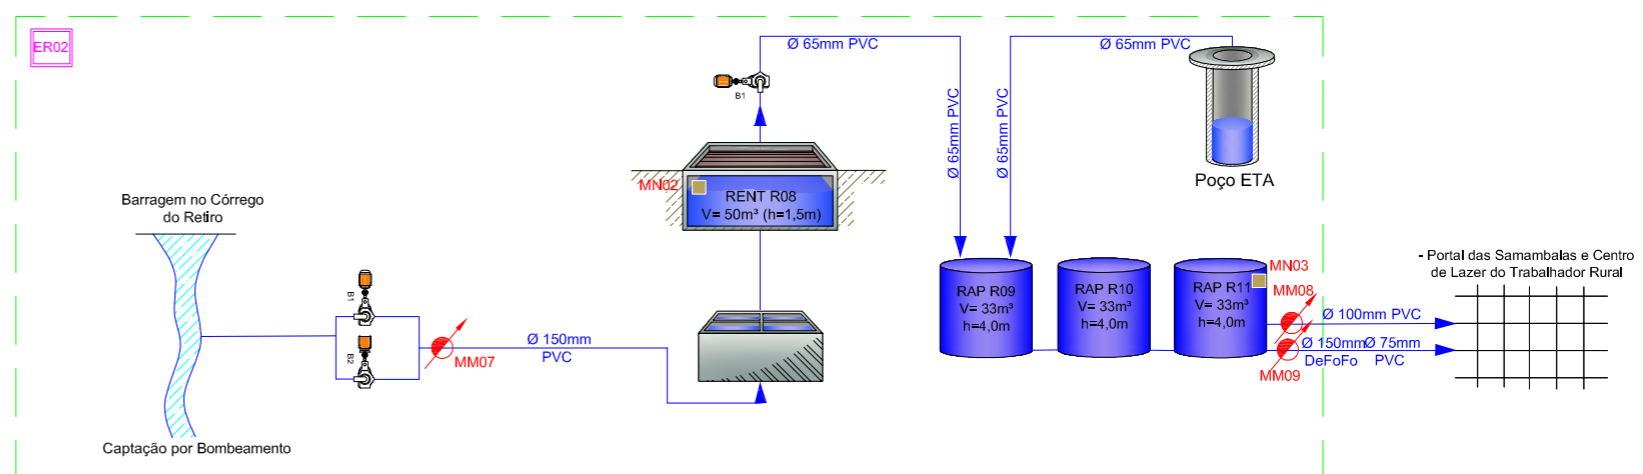 ER02
Barragem no Córrego
do Retiro
Captação por Bombeamento
B1
B2
MM07
Ø 150mm
PVC
MN02
RENT R08
V= 50m³ (h=1,5m)
B1
Ø 65mm PVC
Ø 65mm PVC
Ø 65mm PVC
Ø 65mm PVC
Poço ETA
RAP R09
V= 33m³
h=4,0m
RAP R10
V= 33m³
h=4,0m
RAP R11
V= 33m³
h=4,0m
MN03
MM08
MM09
Ø 100mm PVC
Ø 150mm
DeFoFo
Ø 75mm
PVC
- Portal das Samambalas e Centro
de Lazer do Trabalhador Rural